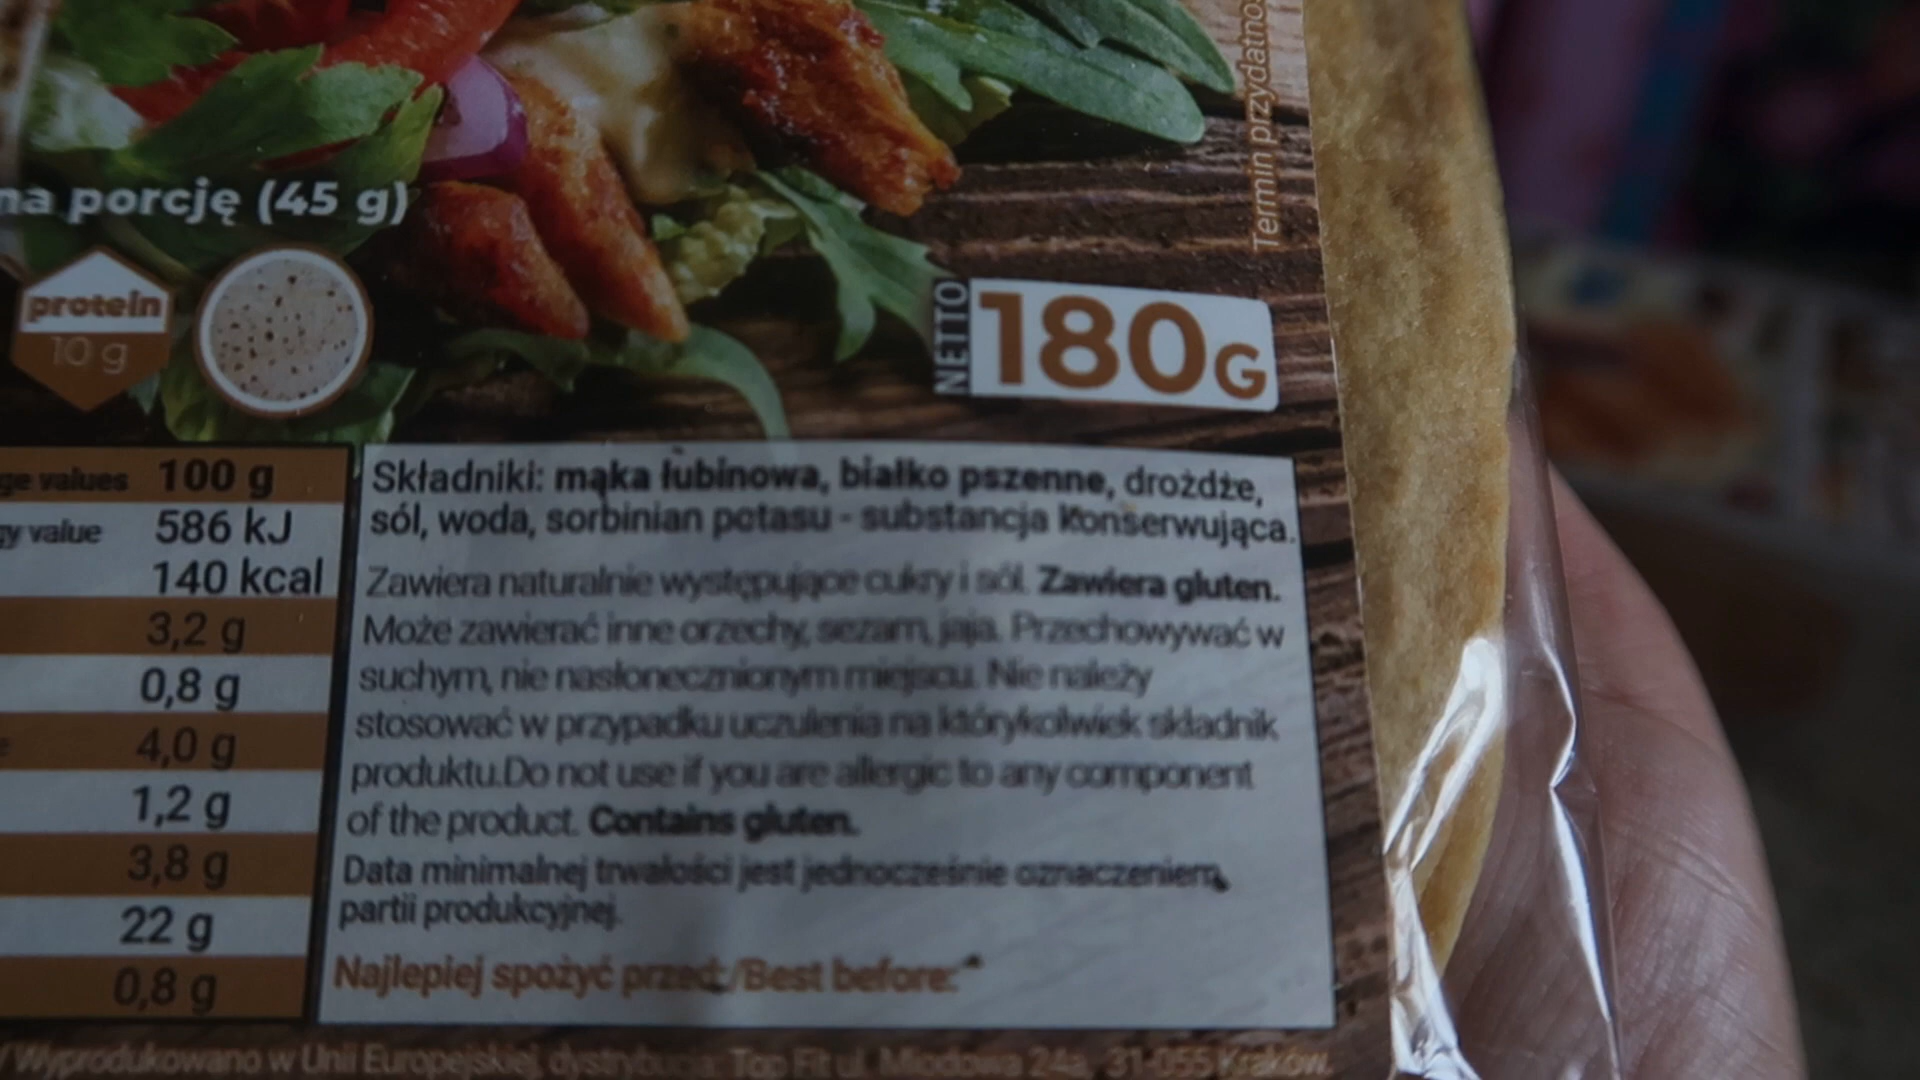 Termin przydatnoś
na porcję (45 g)
protein
10 g
NETTO
180G
ge values 100 g
gy value 586 kJ
140 kcal
3,2 g
0,8 g
4,0 g
1,2 g
3,8 g
22 g
0,8 g
Składniki: mąka łubinowa, białko pszenne, drożdże,
sól, woda, sorbinian potasu - substancja konserwująca.
Zawiera naturalnie występujące cukry i sól. Zawiera gluten.
Może zawierać inne orzechy, sezam, jaja. Przechowywać w
suchym, nie nasłonecznionym miejscu. Nie należy
stosować w przypadku uczulenia na którykolwiek składnik
produktu.Do not use if you are allergic to any component
of the product. Contains gluten.
Data minimalnej trwałości jest jednocześnie oznaczeniem
partii produkcyjnej.
Najlepiej spożyć przed:/Best before:
/Wyprodukowano w Unii Europejskiej, dystrybucja: Top Fit ul. Miodowa 24a, 31-055 Kraków.